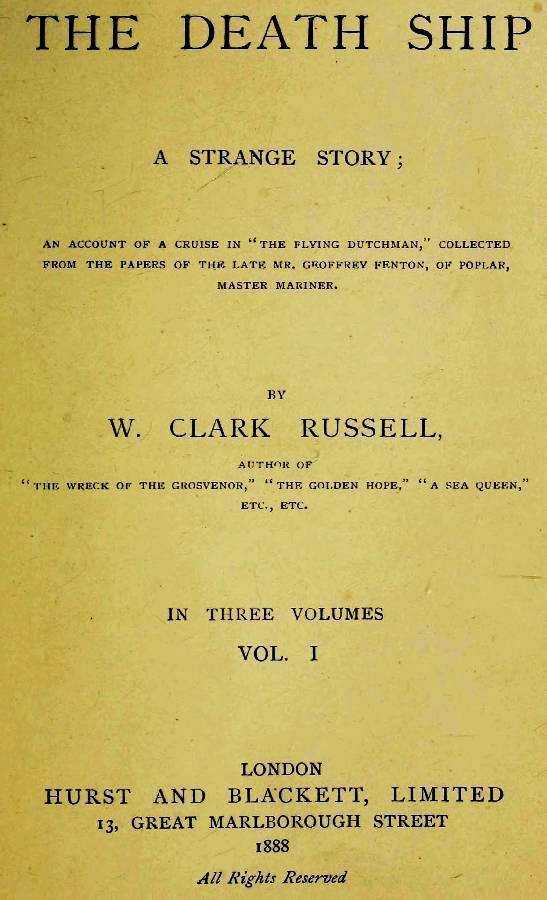 THE DEATH SHIP
A STRANGE STORY;
AN ACCOUNT OF A CRUISE IN "THE FLYING DUTCHMAN," COLLECTED
FROM THE PAPERS OF THE LATE MR. GEOFFREY FENTON, OF POPLAR,
MASTER MARINER.
BY
W. CLARK RUSSELL,
AUTHOR OF
"THE WRECK OF THE GROSVENOR," "THE GOLDEN HOPE," "A SEA QUEEN,"
ETC., ETC.
IN THREE VOLUMES
VOL. I
LONDON
HURST AND BLACKETT, LIMITED
13, GREAT MARLBOROUGH STREET
1888
All Rights Reserved